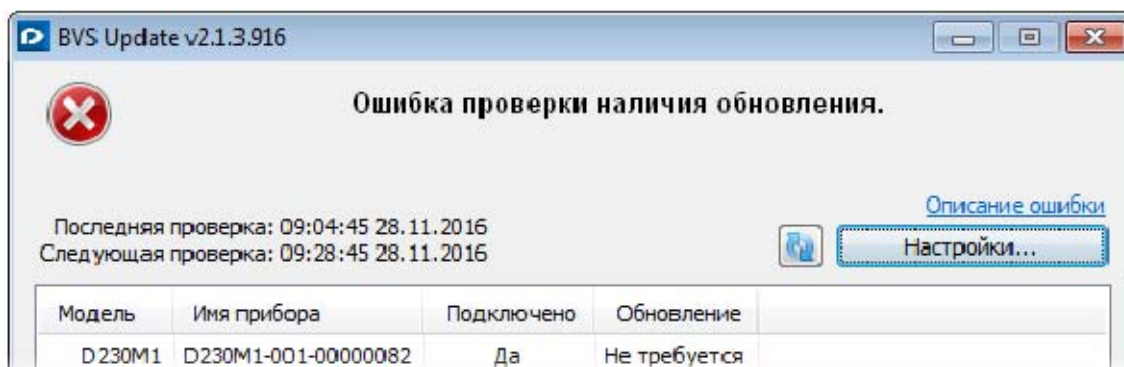 BVS Update v2.1.3.916
Ошибка проверки наличия обновления.
Описание ошибки
Последняя проверка: 09:04:45 28.11.2016
Следующая проверка: 09:28:45 28.11.2016
Настройки...
Модель Имя прибора Подключено Обновление
D230M1 D230M1-001-00000082 Да Не требуется